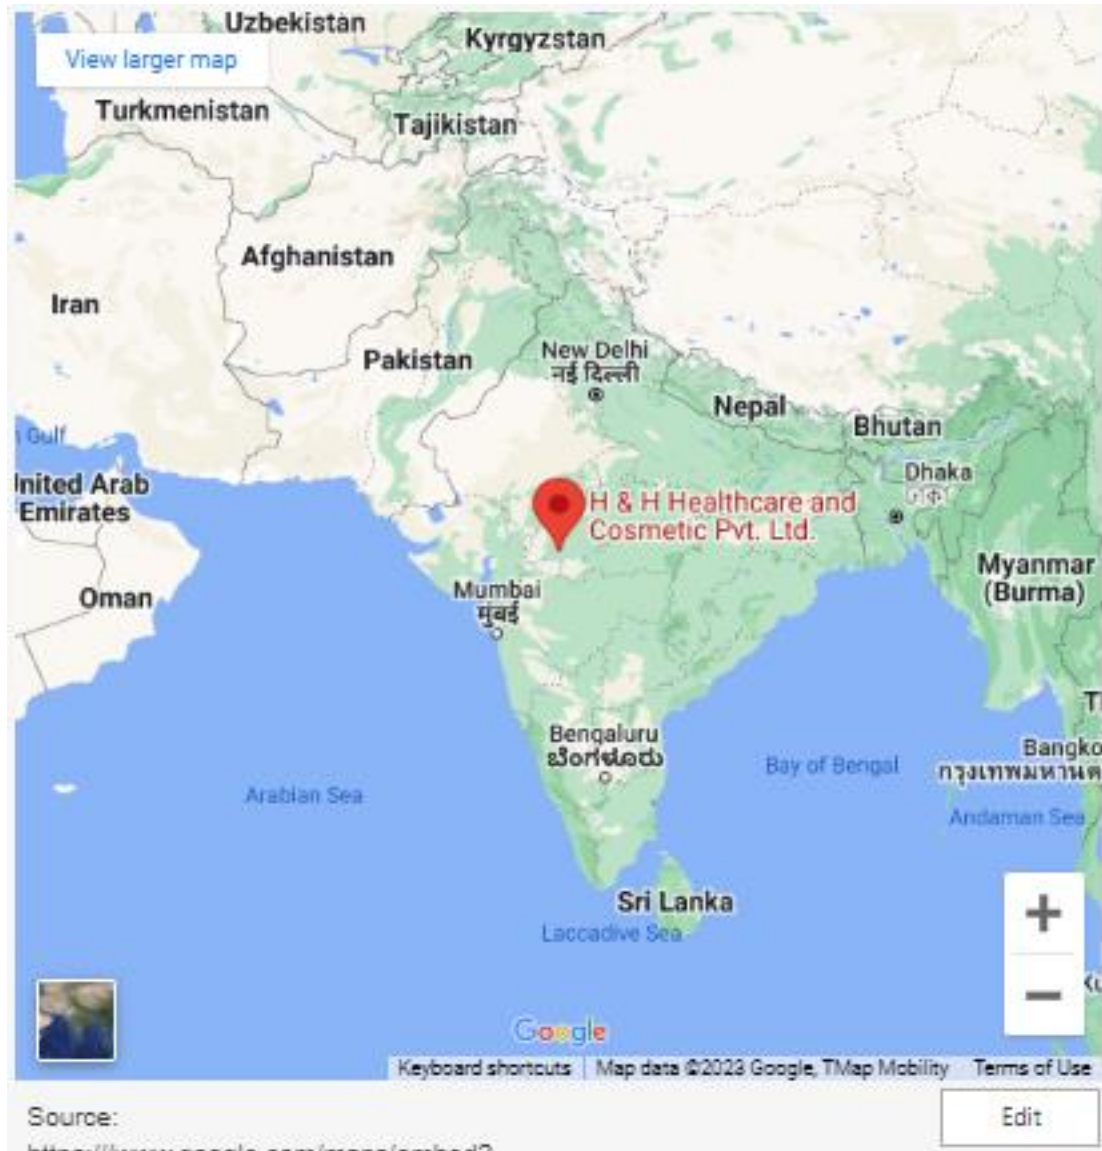 Uzbekistan
Kyrgyzstan
View larger map
Turkmenistan
Tajikistan
Afghanistan
Iran
Pakistan
New Delhi
नई दिल्ली
Nepal
Bhutan
Gulf
Dhaka
United Arab
Emirates
H & H Healthcare and
Cosmetic Pvt. Ltd.
Myanmar
(Burma)
Oman
Mumbai
मुंबई
Bengaluru
ಬೆಂಗಳೂರು
Bay of Bengal
Arabian Sea
Andaman Sea
Sri Lanka
Laccadive Sea
+
−
Google
Keyboard shortcuts Map data ©2023 Google, TMap Mobility Terms of Use
Source:
Edit